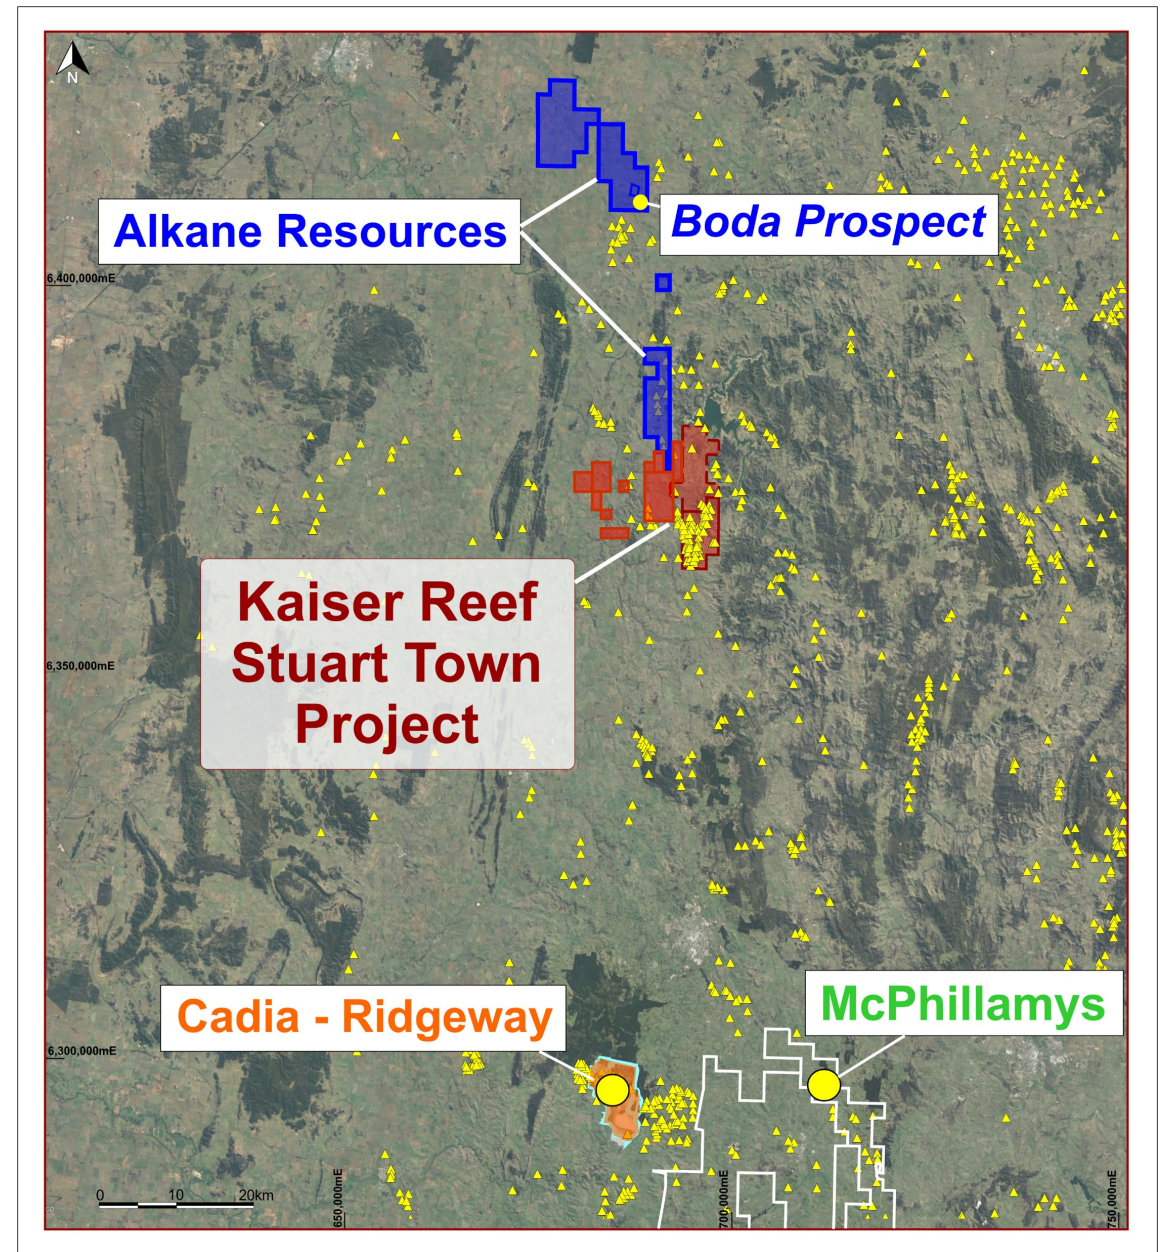 N
Alkane Resources
Boda Prospect
6,400,000mE
Kaiser Reef
Stuart Town
Project
6,350,000mE
Cadia - Ridgeway
McPhillamys
6,300,000mE
0 10 20km
650,000mE
700,000mE
750,000mE